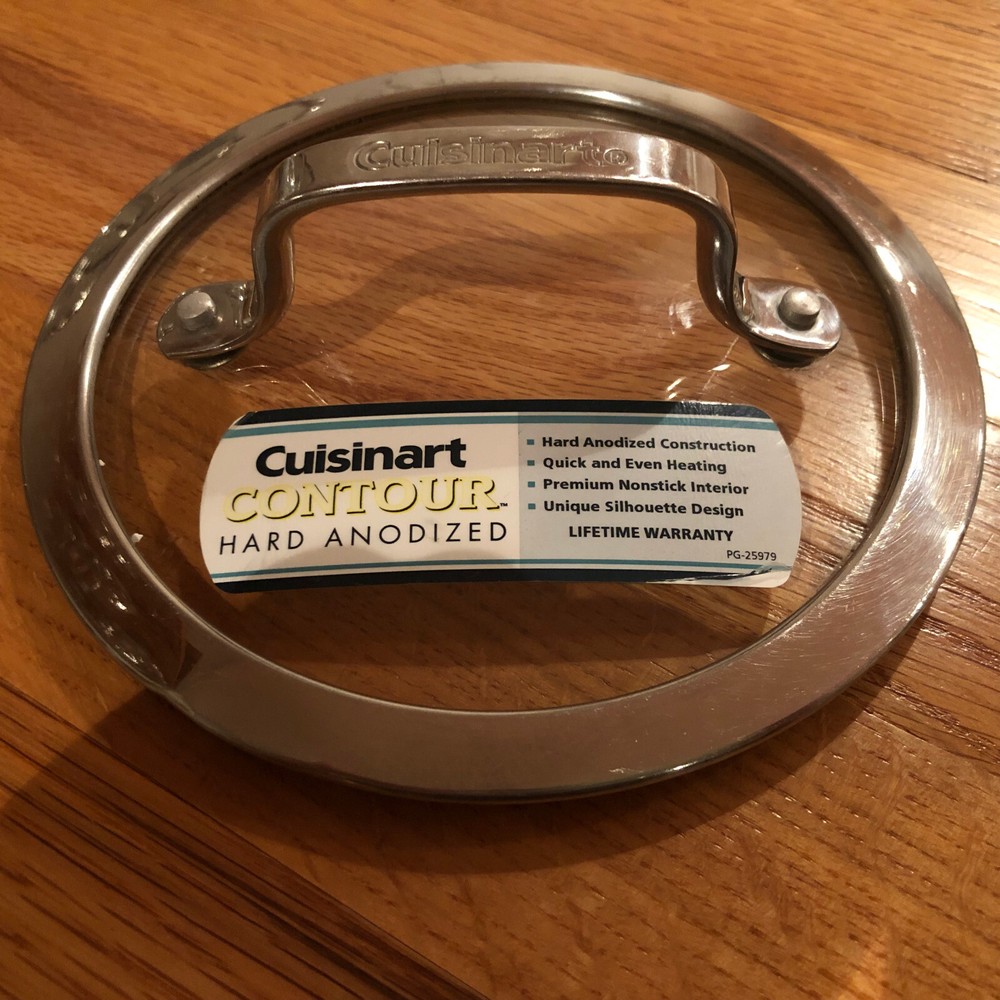 Cuisinart®
Cuisinart
CONTOUR™
HARD ANODIZED
▪ Hard Anodized Construction
▪ Quick and Even Heating
▪ Premium Nonstick Interior
▪ Unique Silhouette Design
LIFETIME WARRANTY
PG-25979